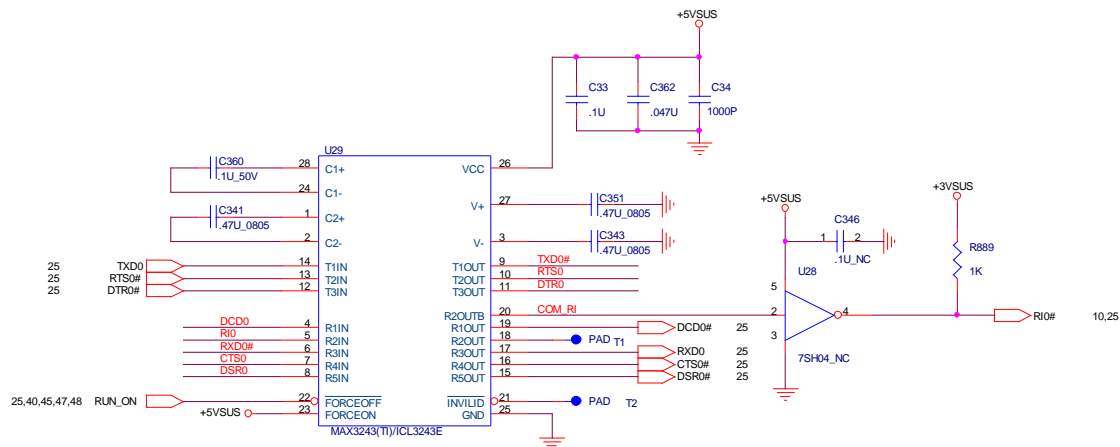 +5VSUS
C33
.1U
C362
.047U
C34
1000P
U29
C360
.1U_50V
28
C1+
VCC
26
24
C1-
C341
.47U_0805
1
C2+
V+
27
C351
.47U_0805
2
C2-
V-
3
C343
.47U_0805
+5VSUS
C346
1
2
.1U_NC
+3VSUS
R889
1K
25
TXD0
14
T1IN
T1OUT
9
TXD0#
25
RTS0#
13
T2IN
T2OUT
10
RTS0
25
DTR0#
12
T3IN
T3OUT
11
DTR0
U28
5
R2OUTB
20
COM_RI
2
4
RI0#
10,25
DCD0
4
R1IN
R1OUT
19
DCD0#
25
3
RI0
5
R2IN
R2OUT
18
PAD
T1
RXD0#
6
R3IN
R3OUT
17
RXD0
25
7SH04_NC
CTS0
7
R4IN
R4OUT
16
CTS0#
25
DSR0
8
R5IN
R5OUT
15
DSR0#
25
25,40,45,47,48
RUN_ON
22
FORCEOFF
INVILID
21
PAD
T2
+5VSUS
23
FORCEON
GND
25
MAX3243(TI)/ICL3243E